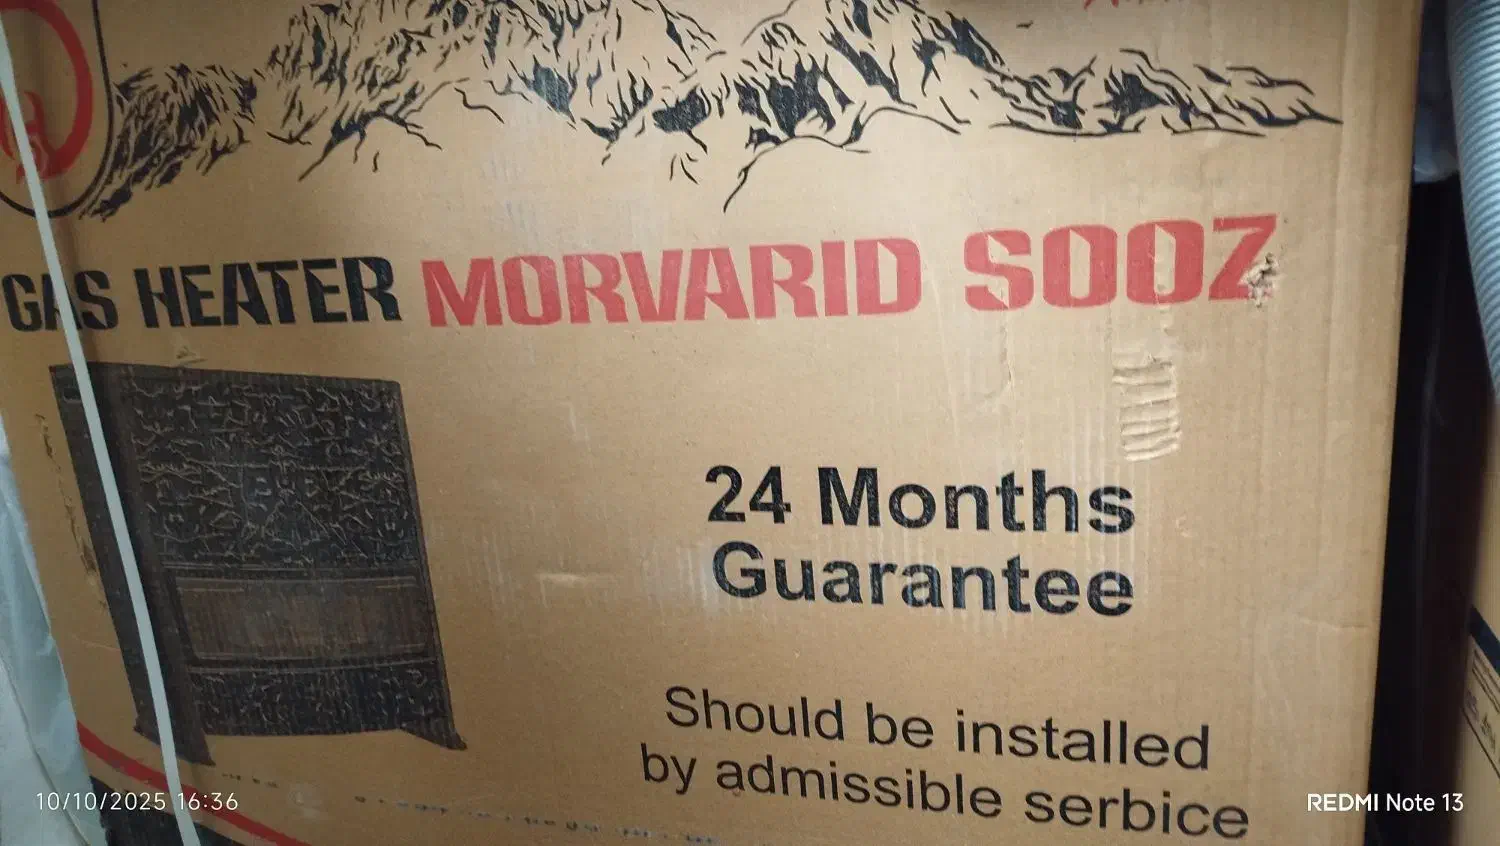 GAS HEATER MORVARID SOOZ
24 Months
Guarantee
Should be installed
by admissible serbice
10/10/2025 16:36
REDMI Note 13